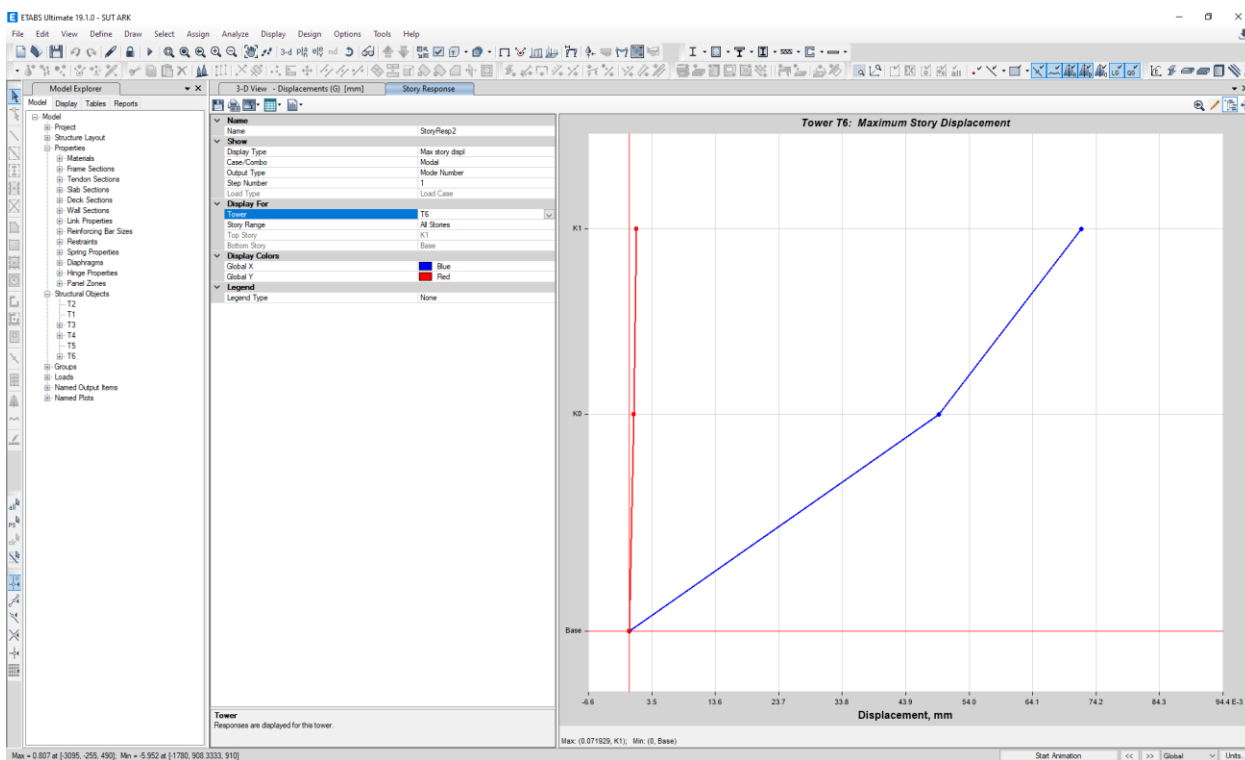 ETABS Ultimate 19.1.0 - SUT ARK
File Edit View Define Draw Select Assign Analyze Display Design Options Tools Help
Model Explorer
Model Display Tables Reports
Model
Project
Structure Layout
Properties
Materials
Frame Sections
Tendon Sections
Slab Sections
Deck Sections
Wall Sections
Link Properties
Reinforcing Bar Sizes
Restraints
Spring Properties
Diaphragms
Hinge Properties
Panel Zones
Structural Objects
T2
T1
T3
T4
T5
T6
Groups
Loads
Named Output Items
Named Plots
3-D View - Displacements (G) [mm] Story Response
Name
Name StoryResp2
Show
Display Type Max story displ
Case/Combo Modal
Output Type Mode Number
Step Number 1
Load Type Load Case
Display For
Tower T6
Story Range All Stories
Top Story K1
Bottom Story Base
Display Colors
Global X Blue
Global Y Red
Legend
Legend Type None
Tower
Responses are displayed for this tower.
Tower T6: Maximum Story Displacement
K1
K0
Base
-6.6 3.5 13.6 23.7 33.8 43.9 54.0 64.1 74.2 84.3 94.4 E-3
Displacement, mm
Max: (0.071929, K1); Min: (0, Base)
Max = 0.807 at [-3095, -255, 490]; Min = -5.952 at [-1780, 908.3333, 910]
Start Animation << >> Global Units...